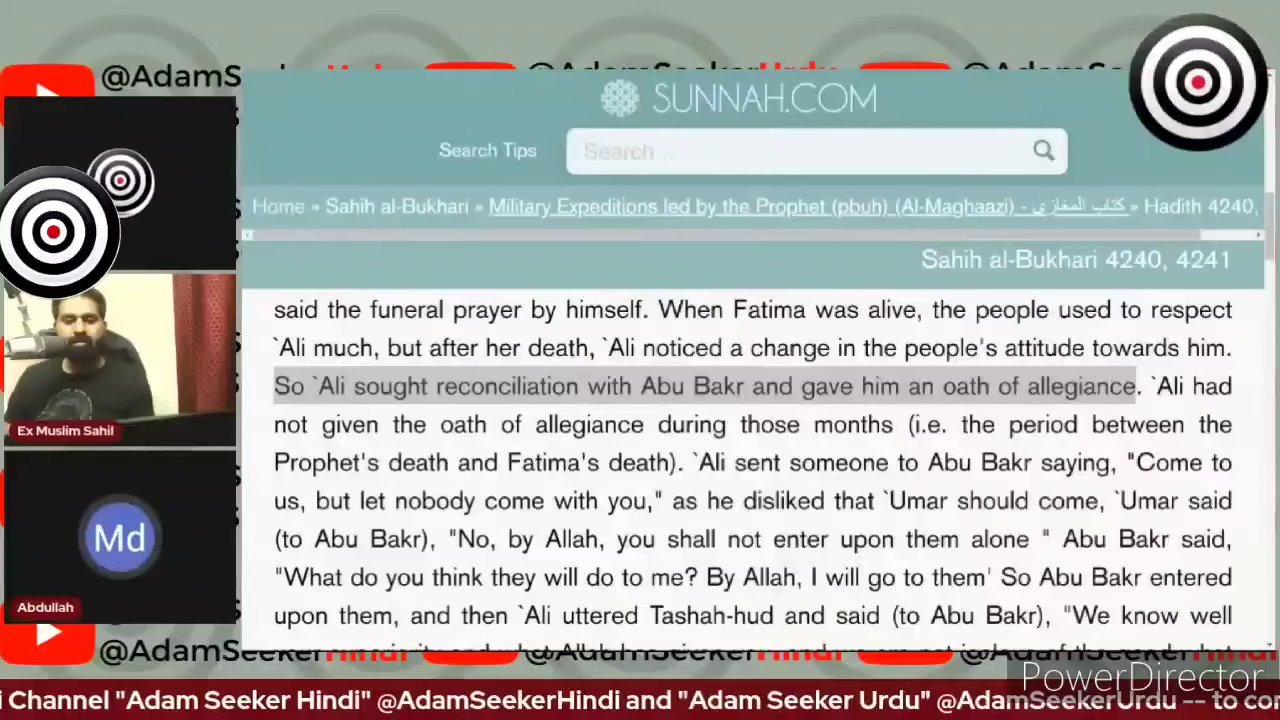 @AdamS
SUNNAH.COM
Search Tips
Search ...
Home » Sahih al-Bukhari » Military Expeditions led by the Prophet (pbuh) (Al-Maghaazi) - كتاب المغازى » Hadith 4240,
Sahih al-Bukhari 4240, 4241
said the funeral prayer by himself. When Fatima was alive, the people used to respect
`Ali much, but after her death, `Ali noticed a change in the people's attitude towards him.
So `Ali sought reconciliation with Abu Bakr and gave him an oath of allegiance. `Ali had
not given the oath of allegiance during those months (i.e. the period between the
Prophet's death and Fatima's death). `Ali sent someone to Abu Bakr saying, "Come to
us, but let nobody come with you," as he disliked that `Umar should come, `Umar said
(to Abu Bakr), "No, by Allah, you shall not enter upon them alone " Abu Bakr said,
"What do you think they will do to me? By Allah, I will go to them' So Abu Bakr entered
upon them, and then `Ali uttered Tashah-hud and said (to Abu Bakr), "We know well
Ex Muslim Sahil
Md
Abdullah
@AdamSeeker
PowerDirector
i Channel "Adam Seeker Hindi" @AdamSeekerHindi and "Adam Seeker Urdu" @AdamSeekerUrdu -- to con